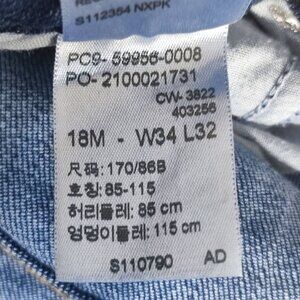 S112354 NXPK
PC9- 59956-0008
PO- 2100021731
CW- 3822
403256
18M - W34 L32
尺码: 170/86B
호칭: 85-115
허리둘레: 85 cm
엉덩이둘레: 115 cm
S110790 AD